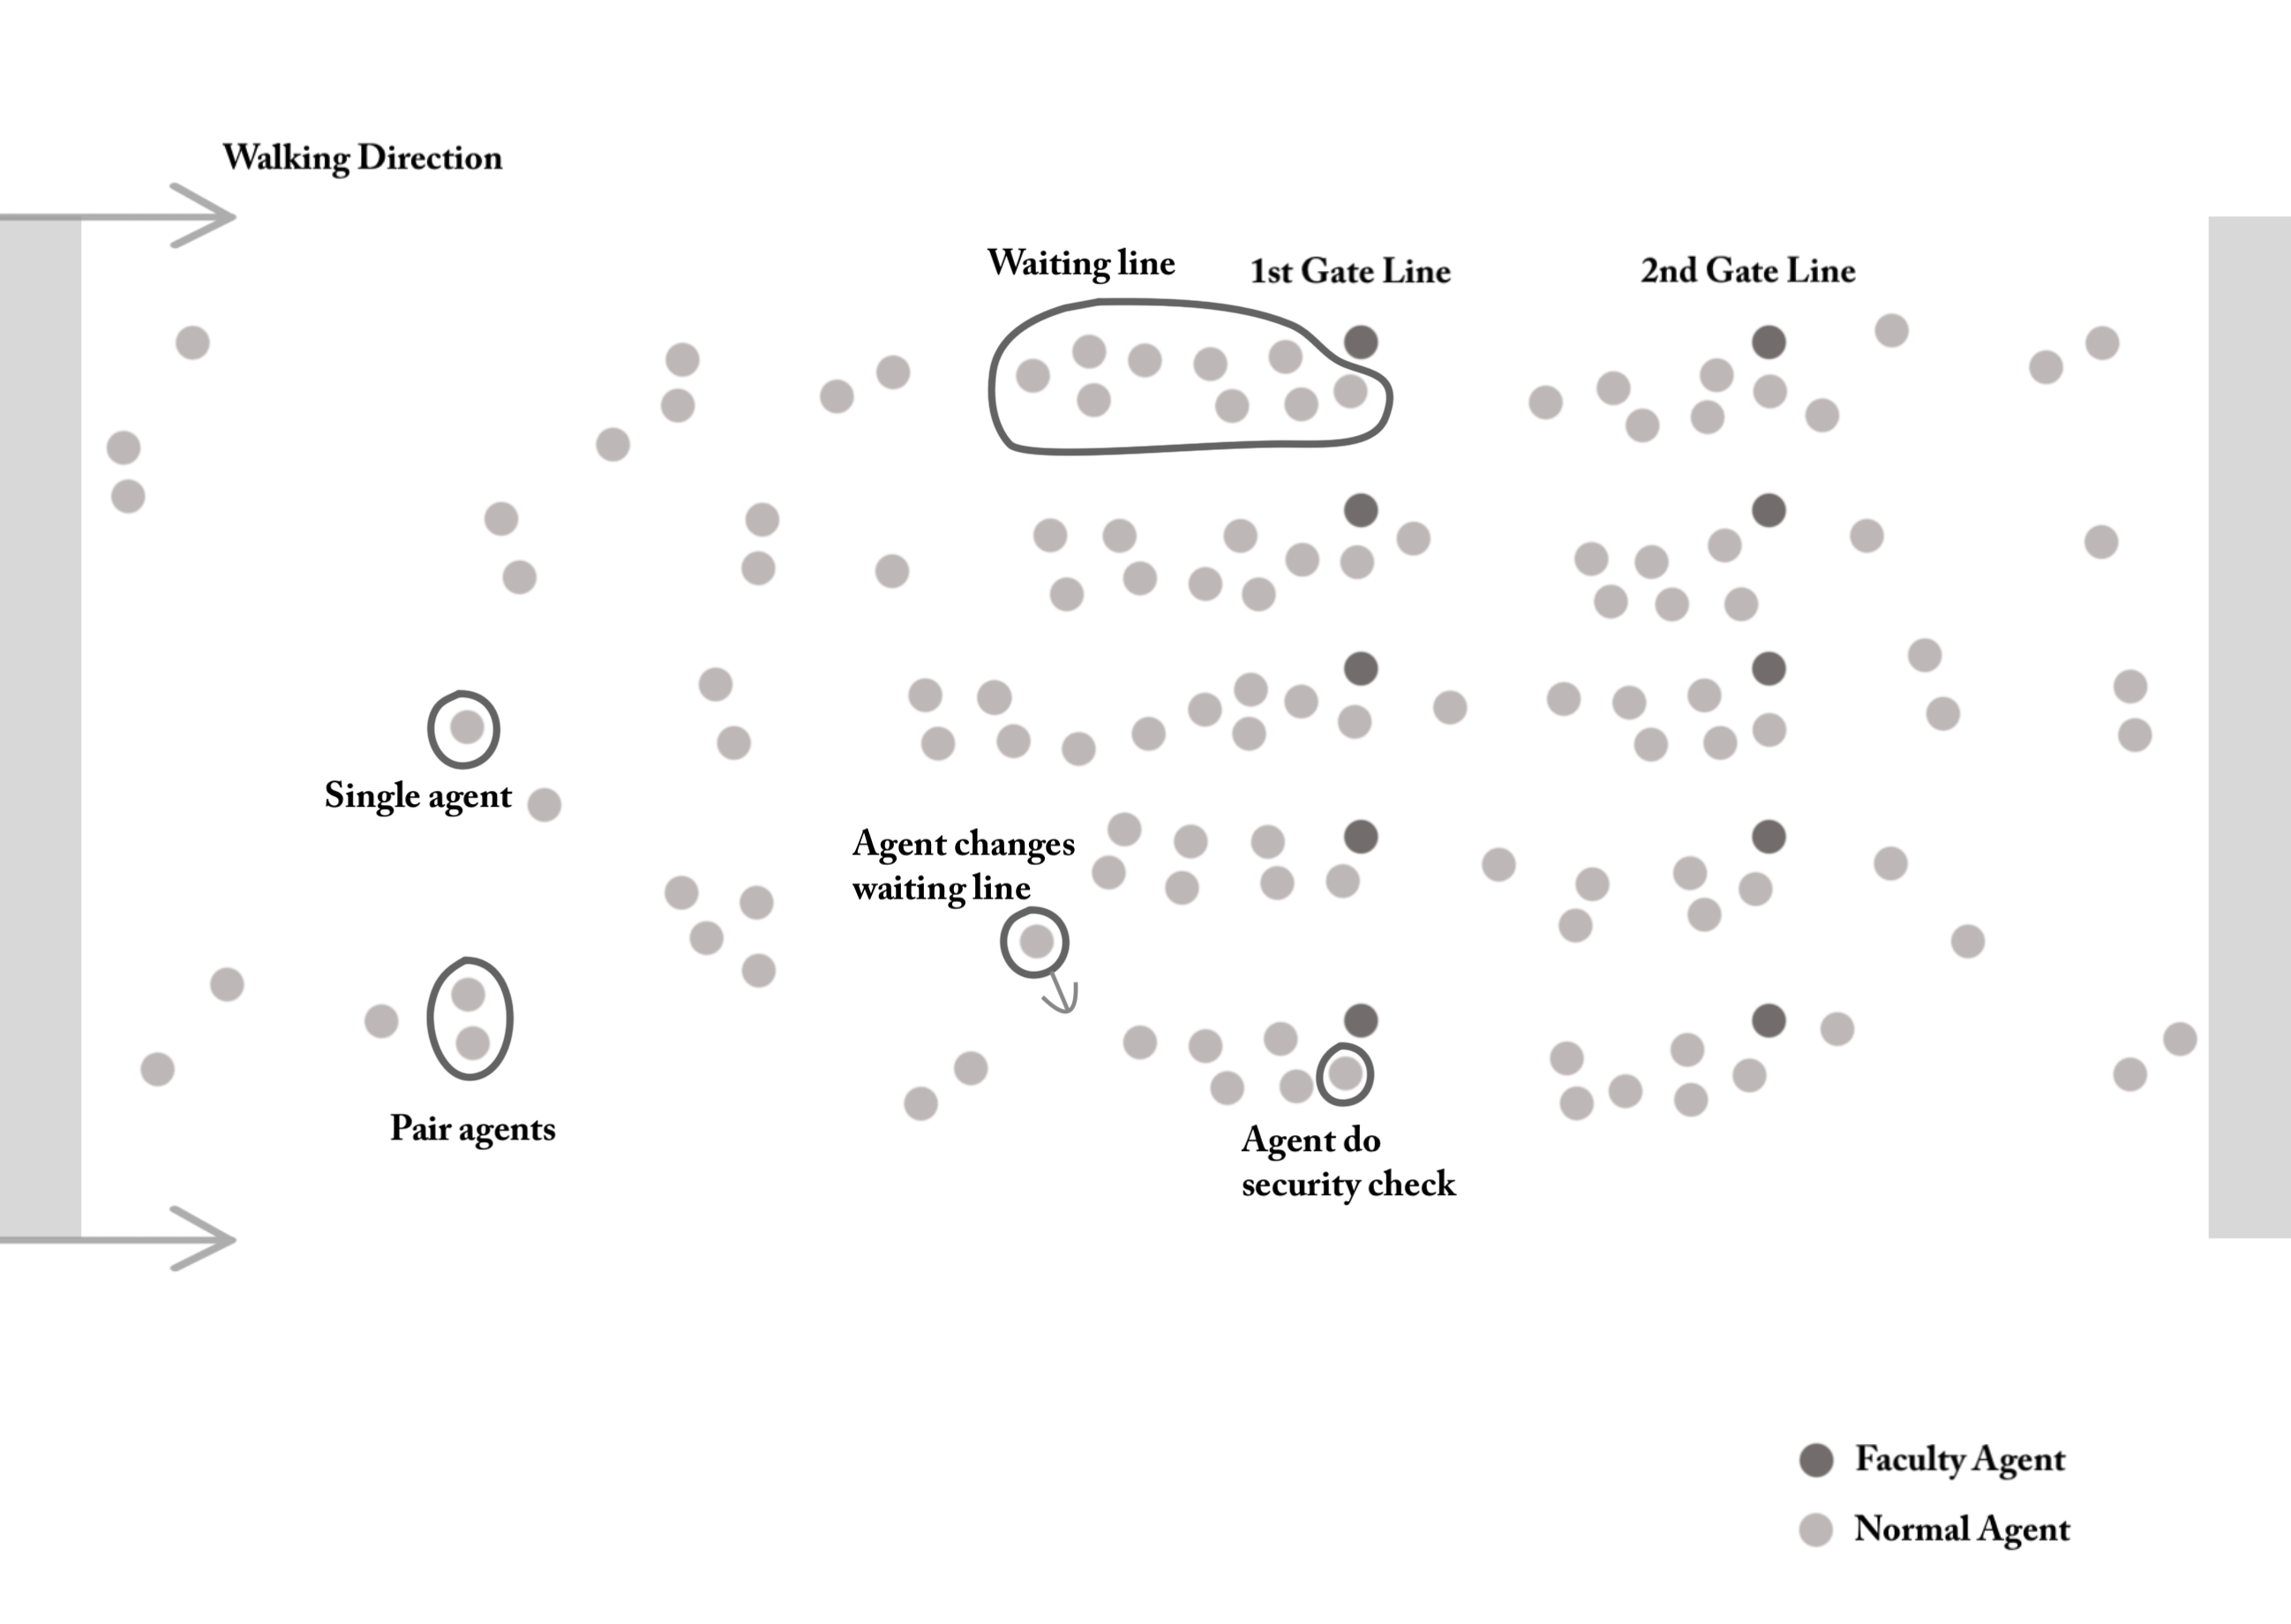 Walking Direction
Waiting line
1st Gate Line
2nd Gate Line
Single agent
Agent changes
waiting line
Pair agents
Agent do
security check
Faculty Agent
Normal Agent